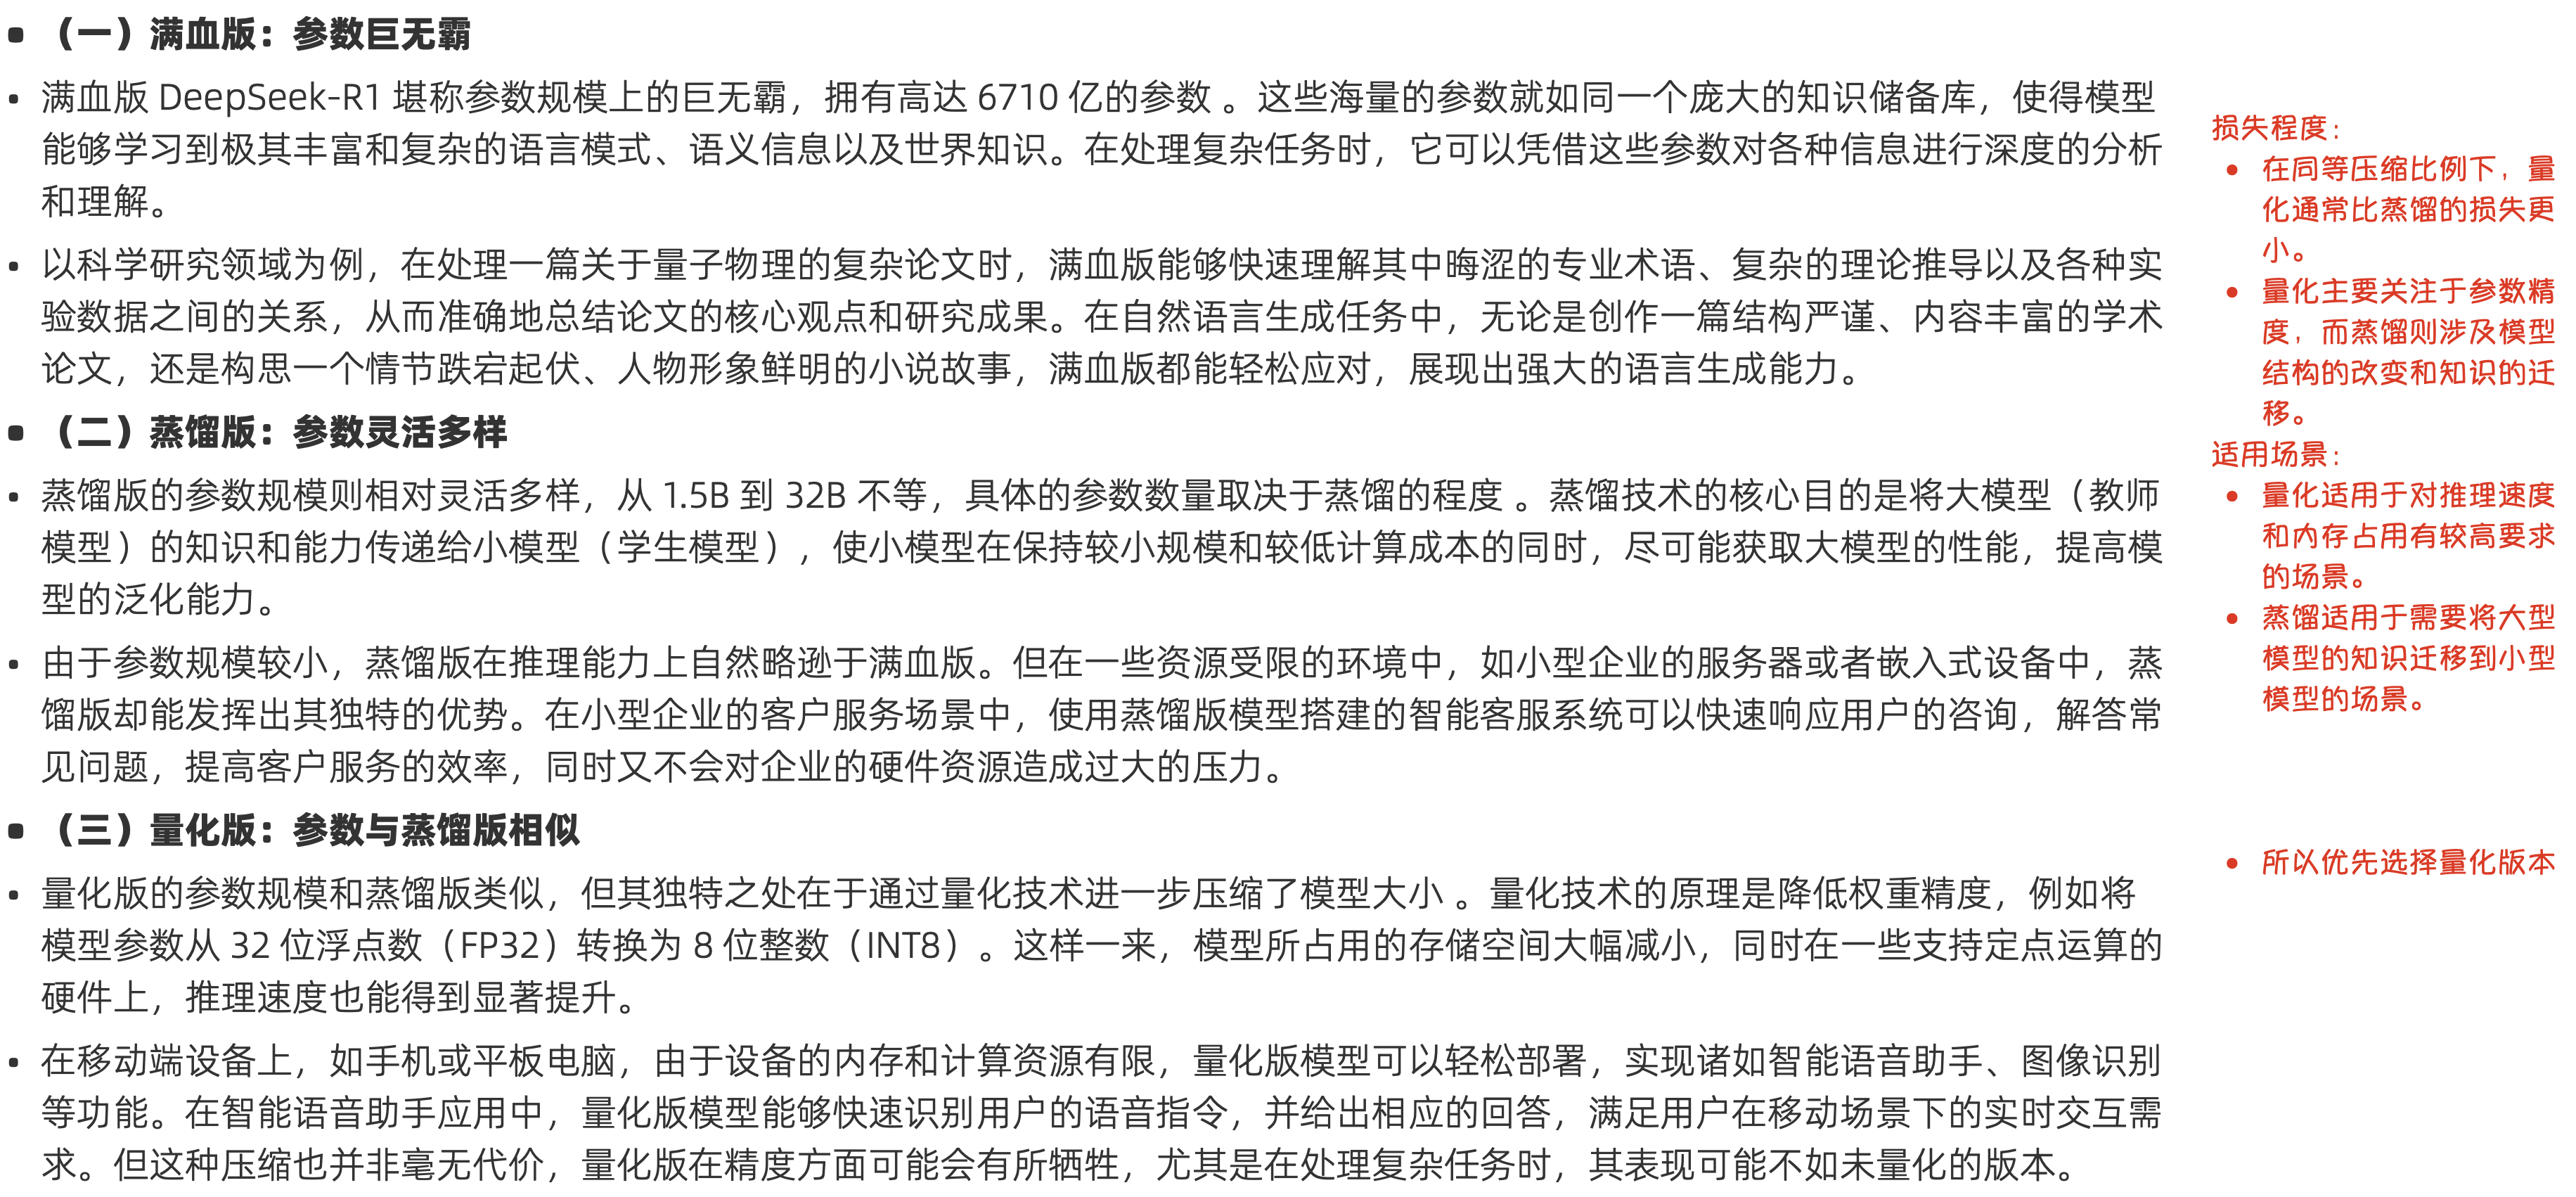 （一）满血版：参数巨无霸
满血版 DeepSeek-R1 堪称参数规模上的巨无霸，拥有高达 6710 亿的参数 。这些海量的参数就如同一个庞大的知识储备库，使得模型
能够学习到极其丰富和复杂的语言模式、语义信息以及世界知识。在处理复杂任务时，它可以凭借这些参数对各种信息进行深度的分析
和理解。
以科学研究领域为例，在处理一篇关于量子物理的复杂论文时，满血版能够快速理解其中晦涩的专业术语、复杂的理论推导以及各种实
验数据之间的关系，从而准确地总结论文的核心观点和研究成果。在自然语言生成任务中，无论是创作一篇结构严谨、内容丰富的学术
论文，还是构思一个情节跌宕起伏、人物形象鲜明的小说故事，满血版都能轻松应对，展现出强大的语言生成能力。
（二）蒸馏版：参数灵活多样
蒸馏版的参数规模则相对灵活多样，从 1.5B 到 32B 不等，具体的参数数量取决于蒸馏的程度 。蒸馏技术的核心目的是将大模型（教师
模型）的知识和能力传递给小模型（学生模型），使小模型在保持较小规模和较低计算成本的同时，尽可能获取大模型的性能，提高模
型的泛化能力。
由于参数规模较小，蒸馏版在推理能力上自然略逊于满血版。但在一些资源受限的环境中，如小型企业的服务器或者嵌入式设备中，蒸
馏版却能发挥出其独特的优势。在小型企业的客户服务场景中，使用蒸馏版模型搭建的智能客服系统可以快速响应用户的咨询，解答常
见问题，提高客户服务的效率，同时又不会对企业的硬件资源造成过大的压力。
（三）量化版：参数与蒸馏版相似
量化版的参数规模和蒸馏版类似，但其独特之处在于通过量化技术进一步压缩了模型大小 。量化技术的原理是降低权重精度，例如将
模型参数从 32 位浮点数（FP32）转换为 8 位整数（INT8）。这样一来，模型所占用的存储空间大幅减小，同时在一些支持定点运算的
硬件上，推理速度也能得到显著提升。
在移动端设备上，如手机或平板电脑，由于设备的内存和计算资源有限，量化版模型可以轻松部署，实现诸如智能语音助手、图像识别
等功能。在智能语音助手应用中，量化版模型能够快速识别用户的语音指令，并给出相应的回答，满足用户在移动场景下的实时交互需
求。但这种压缩也并非毫无代价，量化版在精度方面可能会有所牺牲，尤其是在处理复杂任务时，其表现可能不如未量化的版本。
损失程度：
在同等压缩比例下，量
化通常比蒸馏的损失更
小。
量化主要关注于参数精
度，而蒸馏则涉及模型
结构的改变和知识的迁
移。
适用场景：
量化适用于对推理速度
和内存占用有较高要求
的场景。
蒸馏适用于需要将大型
模型的知识迁移到小型
模型的场景。
所以优先选择量化版本